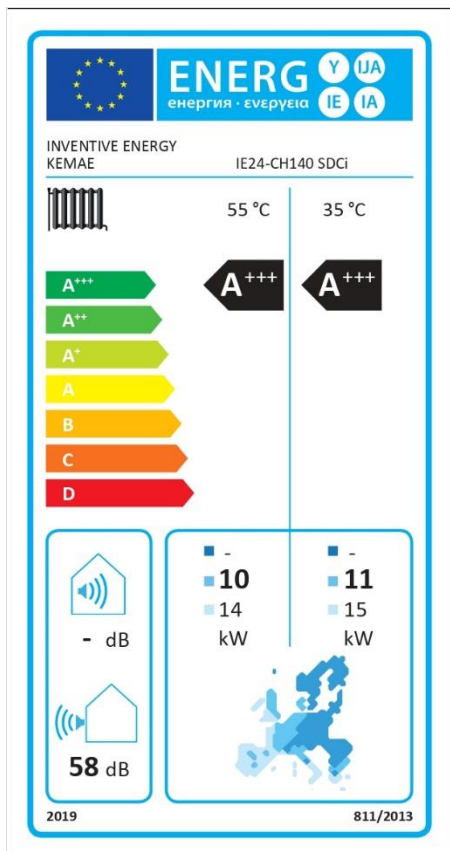 ENERG Y IJA
енергия · ενεργεια IE IA
INVENTIVE ENERGY
KEMAE IE24-CH140 SDCi
55 °C 35 °C
A+++ A+++ A+++
A++
A+
A
B
C
D
- -
10 11
14 15
kW kW
- dB
58 dB
2019 811/2013